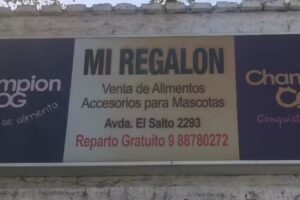 MI REGALON
Venta de Alimentos
Accesorios para Mascotas
Avda. El Salto 2293
Reparto Gratuito 9 88780272
mpion
OG
se alimenta
Cham
C
Conquist